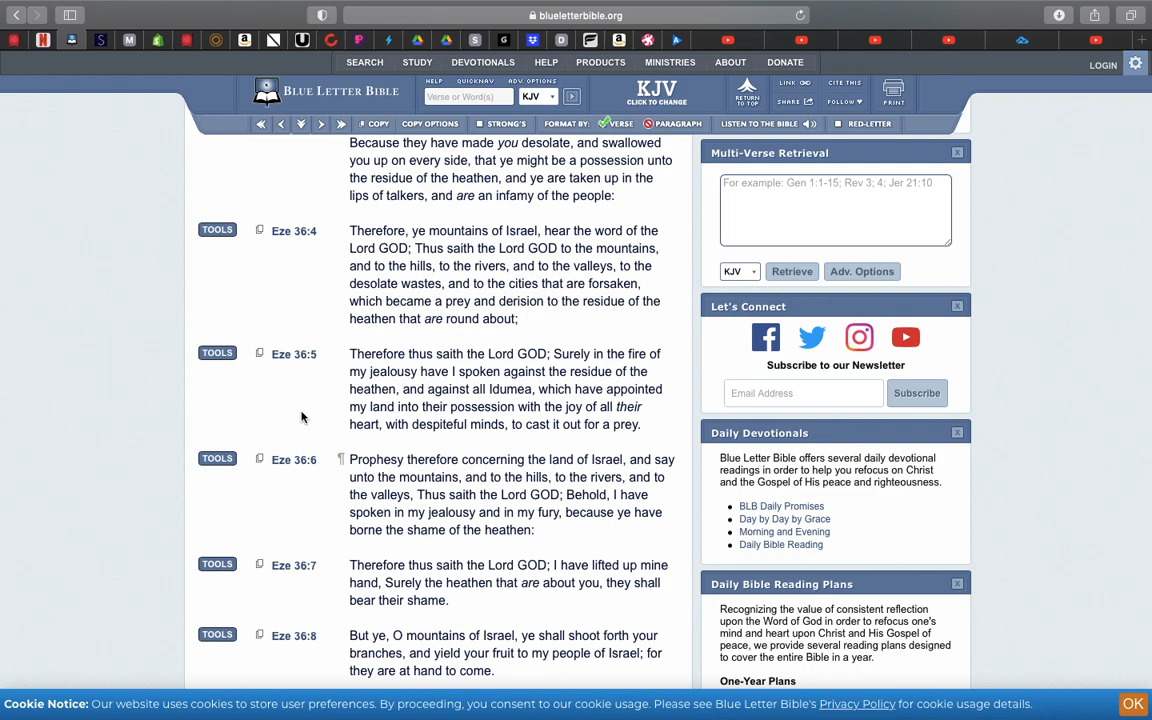 blueletterbible.org
SEARCH STUDY DEVOTIONALS HELP PRODUCTS MINISTRIES ABOUT DONATE
LOGIN
BLUE LETTER BIBLE
HELP QUICKNAV ADV. OPTIONS
Verse or Word(s) KJV
KJV
CLICK TO CHANGE
RETURN
TO TOP
LINK CITE THIS
SHARE FOLLOW
PRINT
COPY COPY OPTIONS STRONG'S FORMAT BY: VERSE PARAGRAPH LISTEN TO THE BIBLE RED-LETTER
Because they have made you desolate, and swallowed
you up on every side, that ye might be a possession unto
the residue of the heathen, and ye are taken up in the
lips of talkers, and are an infamy of the people:
TOOLS Eze 36:4 Therefore, ye mountains of Israel, hear the word of the
Lord GOD; Thus saith the Lord GOD to the mountains,
and to the hills, to the rivers, and to the valleys, to the
desolate wastes, and to the cities that are forsaken,
which became a prey and derision to the residue of the
heathen that are round about;
TOOLS Eze 36:5 Therefore thus saith the Lord GOD; Surely in the fire of
my jealousy have I spoken against the residue of the
heathen, and against all Idumea, which have appointed
my land into their possession with the joy of all their
heart, with despiteful minds, to cast it out for a prey.
TOOLS Eze 36:6 ¶ Prophesy therefore concerning the land of Israel, and say
unto the mountains, and to the hills, to the rivers, and to
the valleys, Thus saith the Lord GOD; Behold, I have
spoken in my jealousy and in my fury, because ye have
borne the shame of the heathen:
TOOLS Eze 36:7 Therefore thus saith the Lord GOD; I have lifted up mine
hand, Surely the heathen that are about you, they shall
bear their shame.
TOOLS Eze 36:8 But ye, O mountains of Israel, ye shall shoot forth your
branches, and yield your fruit to my people of Israel; for
they are at hand to come.
Multi-Verse Retrieval
For example: Gen 1:1-15; Rev 3; 4; Jer 21:10
KJV Retrieve Adv. Options
Let's Connect
Subscribe to our Newsletter
Email Address Subscribe
Daily Devotionals
Blue Letter Bible offers several daily devotional
readings in order to help you refocus on Christ
and the Gospel of His peace and righteousness.
BLB Daily Promises
Day by Day by Grace
Morning and Evening
Daily Bible Reading
Daily Bible Reading Plans
Recognizing the value of consistent reflection
upon the Word of God in order to refocus one's
mind and heart upon Christ and His Gospel of
peace, we provide several reading plans designed
to cover the entire Bible in a year.
One-Year Plans
Cookie Notice: Our website uses cookies to store user preferences. By proceeding, you consent to our cookie usage. Please see Blue Letter Bible's Privacy Policy for cookie usage details. OK